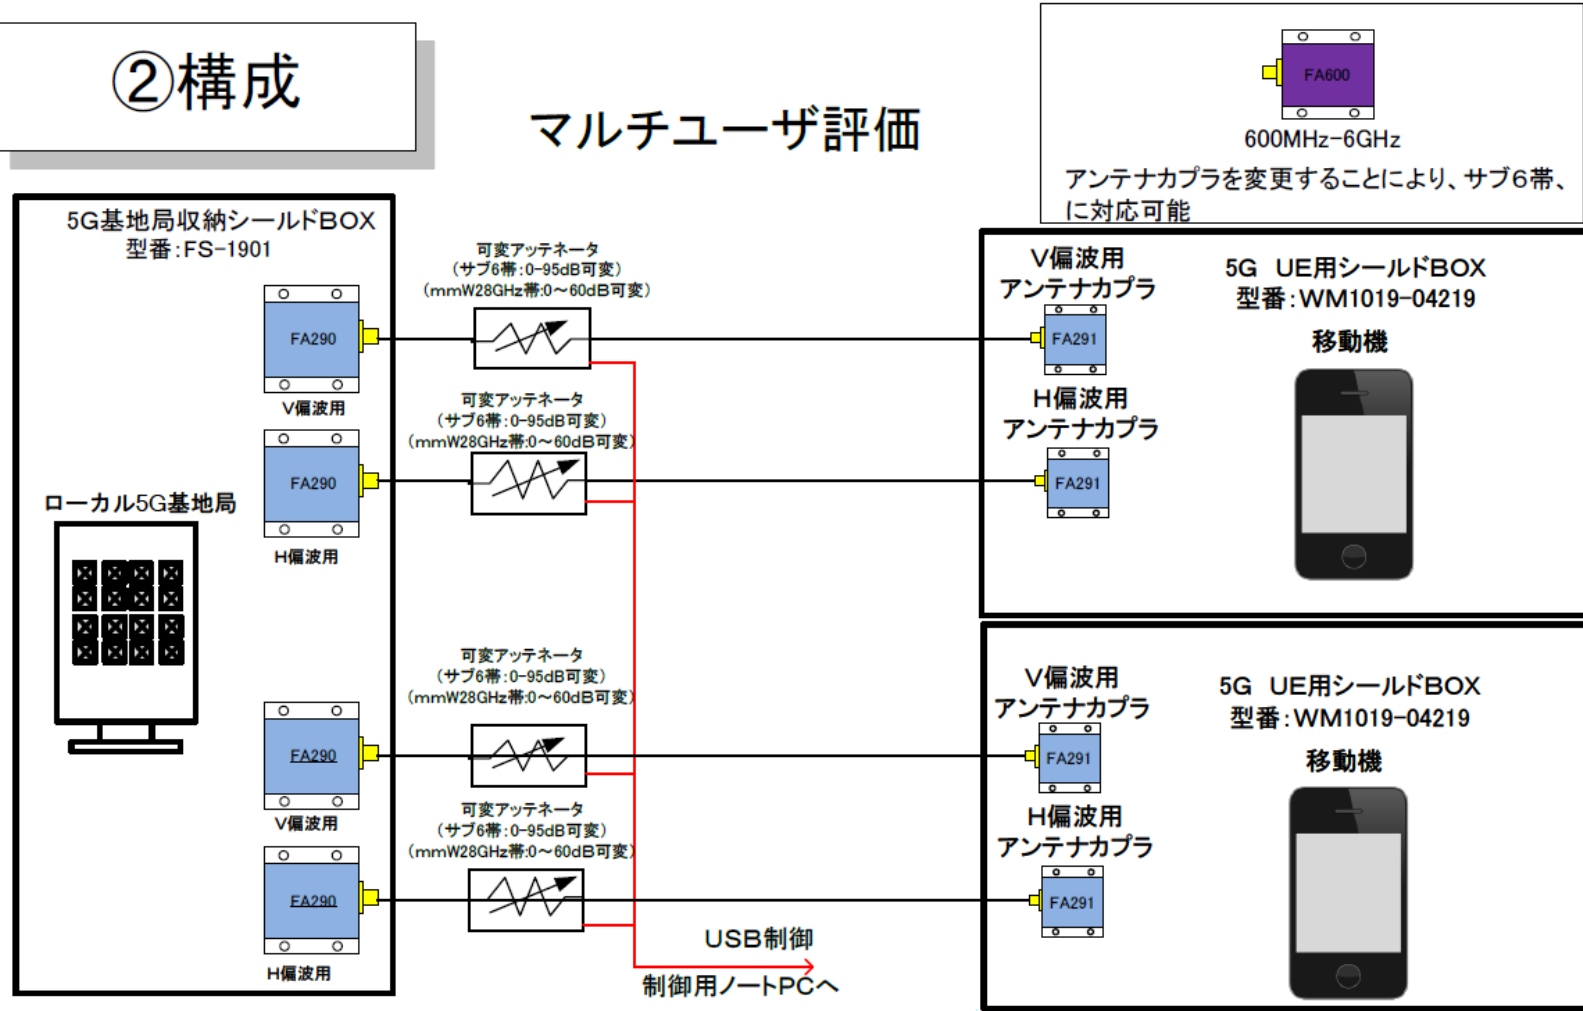 ②構成
マルチユーザ評価
FA600
600MHz-6GHz
アンテナカプラを変更することにより、サブ6帯、
に対応可能
5G基地局収納シールドBOX
型番:FS-1901
FA290
V偏波用
FA290
H偏波用
ローカル5G基地局
FA290
V偏波用
FA290
H偏波用
可変アッテネータ
(サブ6帯:0-95dB可変)
(mmW28GHz帯:0～60dB可変)
可変アッテネータ
(サブ6帯:0-95dB可変)
(mmW28GHz帯:0～60dB可変)
可変アッテネータ
(サブ6帯:0-95dB可変)
(mmW28GHz帯:0～60dB可変)
可変アッテネータ
(サブ6帯:0-95dB可変)
(mmW28GHz帯:0～60dB可変)
USB制御
制御用ノートPCへ
V偏波用
アンテナカプラ
FA291
H偏波用
アンテナカプラ
FA291
5G UE用シールドBOX
型番:WM1019-04219
移動機
V偏波用
アンテナカプラ
FA291
H偏波用
アンテナカプラ
FA291
5G UE用シールドBOX
型番:WM1019-04219
移動機